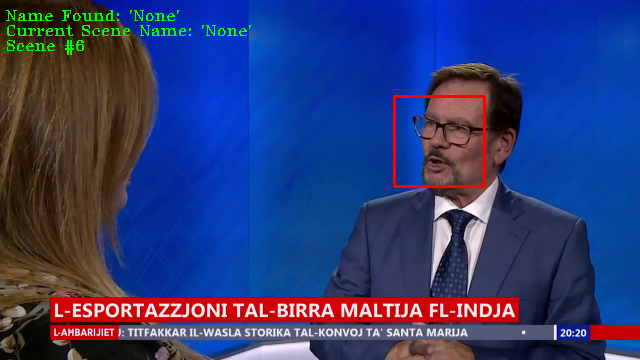 Name Found: 'None'
Current Scene Name: 'None'
Scene #6
L-ESPORTAZZJONI TAL-BIRRA MALTIJA FL-INDJA
L-AĦBARIJIET J: TITFAKKAR IL-WASLA STORIKA TAL-KONVOJ TA' SANTA MARIJA
20:20